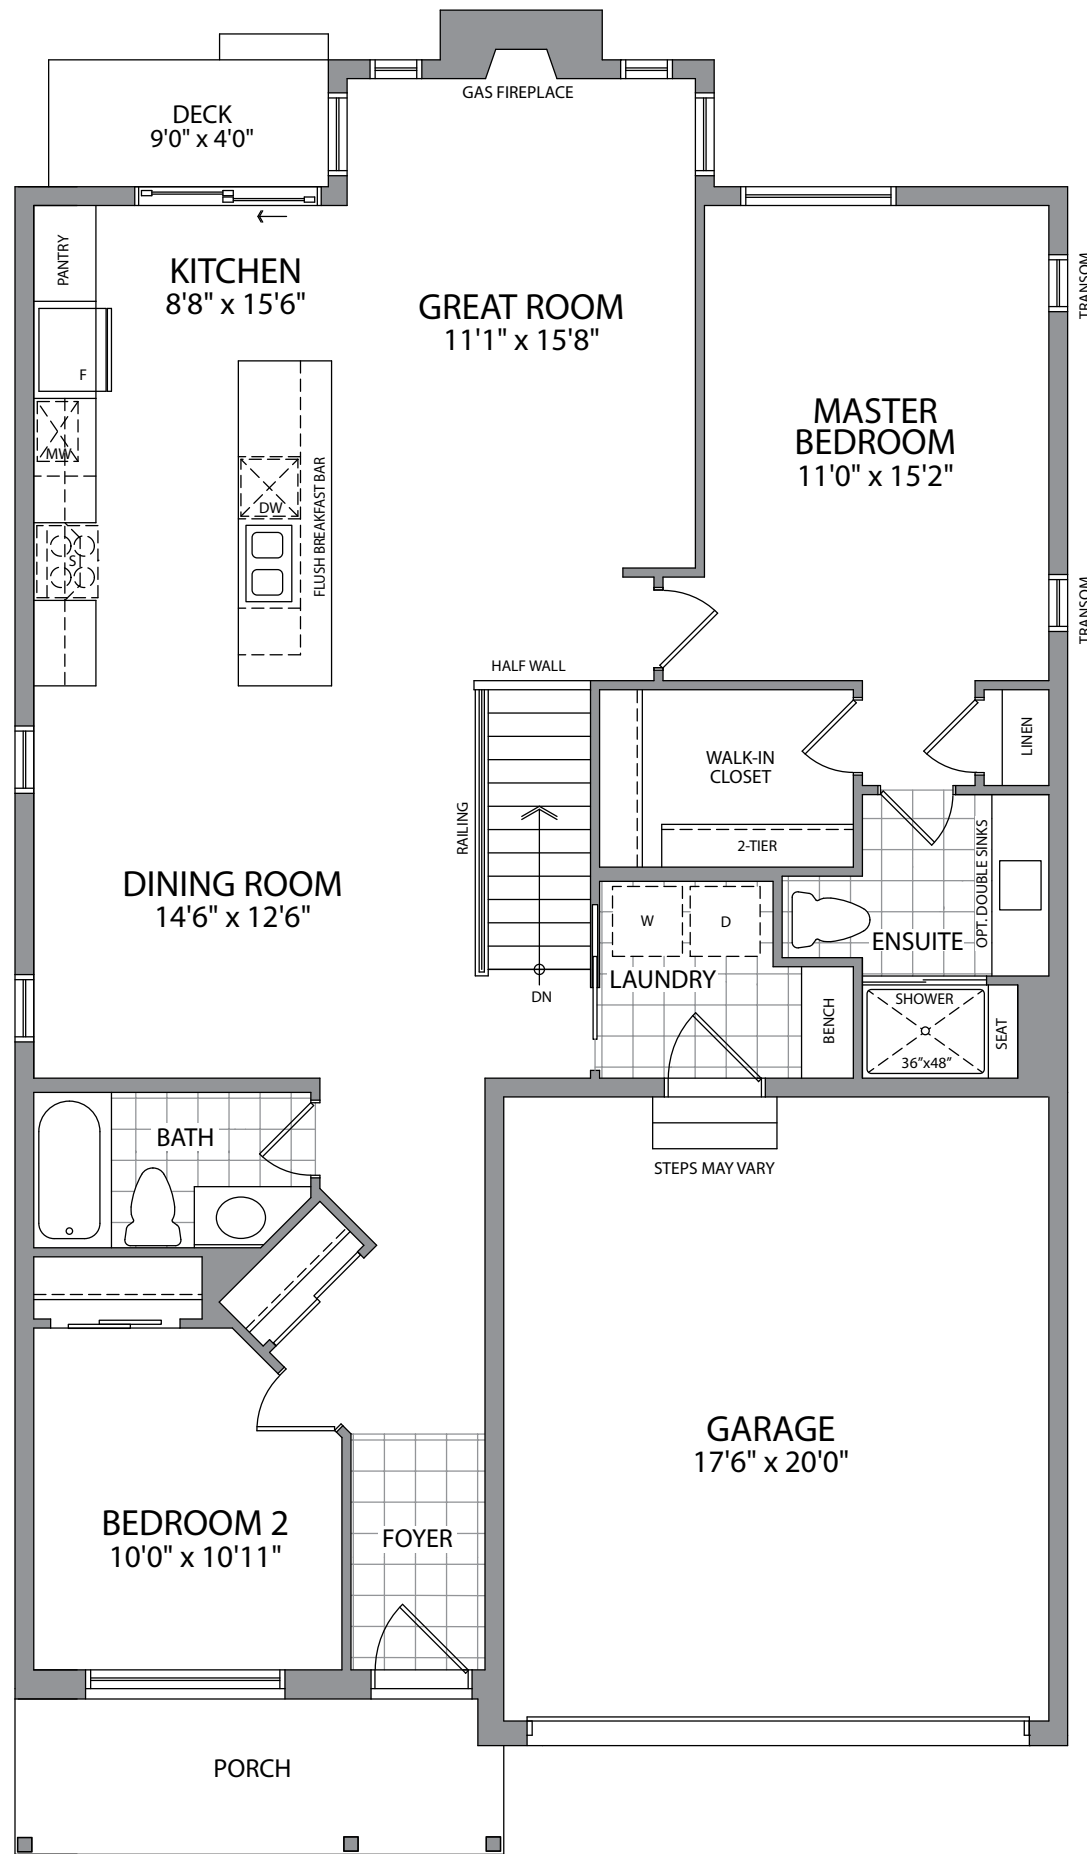 GAS FIREPLACE
DECK
9'0" x 4'0"
PANTRY
KITCHEN
8'8" x 15'6"
GREAT ROOM
11'1" x 15'8"
TRANSOM
F
MW
MASTER
BEDROOM
11'0" x 15'2"
DW
FLUSH BREAKFAST BAR
S
TRANSOM
HALF WALL
RAILING
WALK-IN
CLOSET
LINEN
2-TIER
DINING ROOM
14'6" x 12'6"
W
D
OPT. DOUBLE SINKS
ENSUITE
LAUNDRY
DN
BENCH
SHOWER
36"x48"
SEAT
BATH
STEPS MAY VARY
GARAGE
17'6" x 20'0"
BEDROOM 2
10'0" x 10'11"
FOYER
PORCH